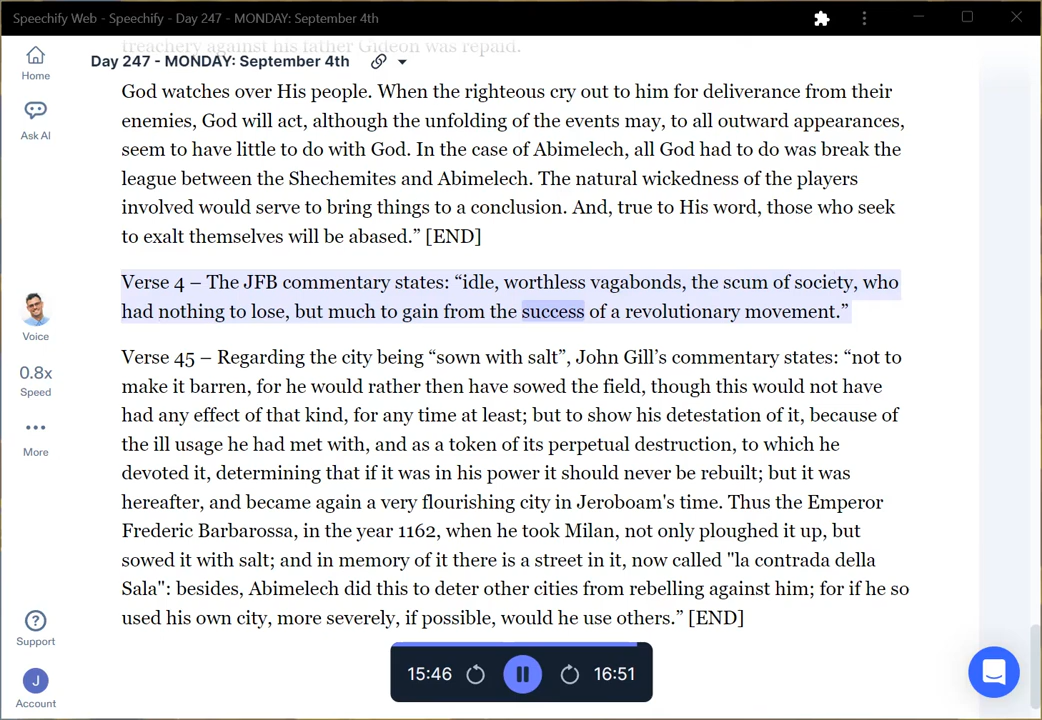 Speechify Web - Speechify - Day 247 - MONDAY: September 4th
treachery against his father Gideon was repaid.
Day 247 - MONDAY: September 4th
Home
Ask AI
Voice
0.8x
Speed
More
Support
J
Account
God watches over His people. When the righteous cry out to him for deliverance from their
enemies, God will act, although the unfolding of the events may, to all outward appearances,
seem to have little to do with God. In the case of Abimelech, all God had to do was break the
league between the Shechemites and Abimelech. The natural wickedness of the players
involved would serve to bring things to a conclusion. And, true to His word, those who seek
to exalt themselves will be abased.” [END]
Verse 4 – The JFB commentary states: “idle, worthless vagabonds, the scum of society, who
had nothing to lose, but much to gain from the success of a revolutionary movement.”
Verse 45 – Regarding the city being “sown with salt”, John Gill’s commentary states: “not to
make it barren, for he would rather then have sowed the field, though this would not have
had any effect of that kind, for any time at least; but to show his detestation of it, because of
the ill usage he had met with, and as a token of its perpetual destruction, to which he
devoted it, determining that if it was in his power it should never be rebuilt; but it was
hereafter, and became again a very flourishing city in Jeroboam's time. Thus the Emperor
Frederic Barbarossa, in the year 1162, when he took Milan, not only ploughed it up, but
sowed it with salt; and in memory of it there is a street in it, now called "la contrada della
Sala": besides, Abimelech did this to deter other cities from rebelling against him; for if he so
used his own city, more severely, if possible, would he use others.” [END]
15:46
16:51